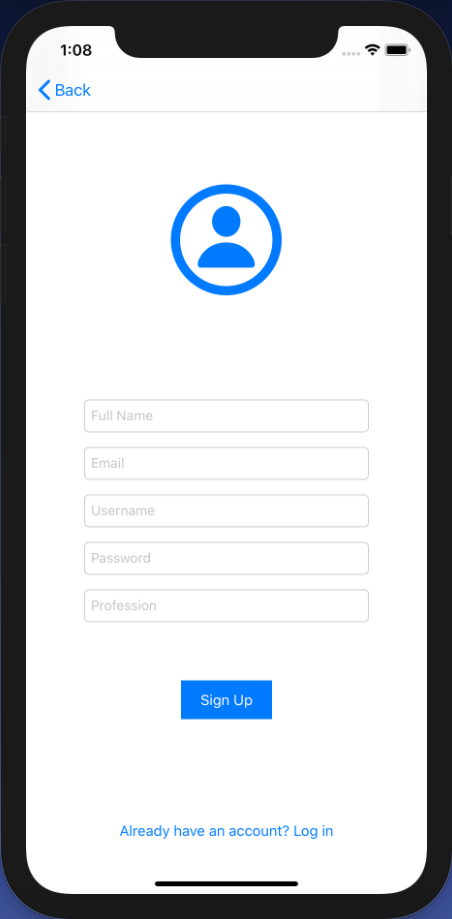 1:08
Back
Full Name
Email
Username
Password
Profession
Sign Up
Already have an account? Log in